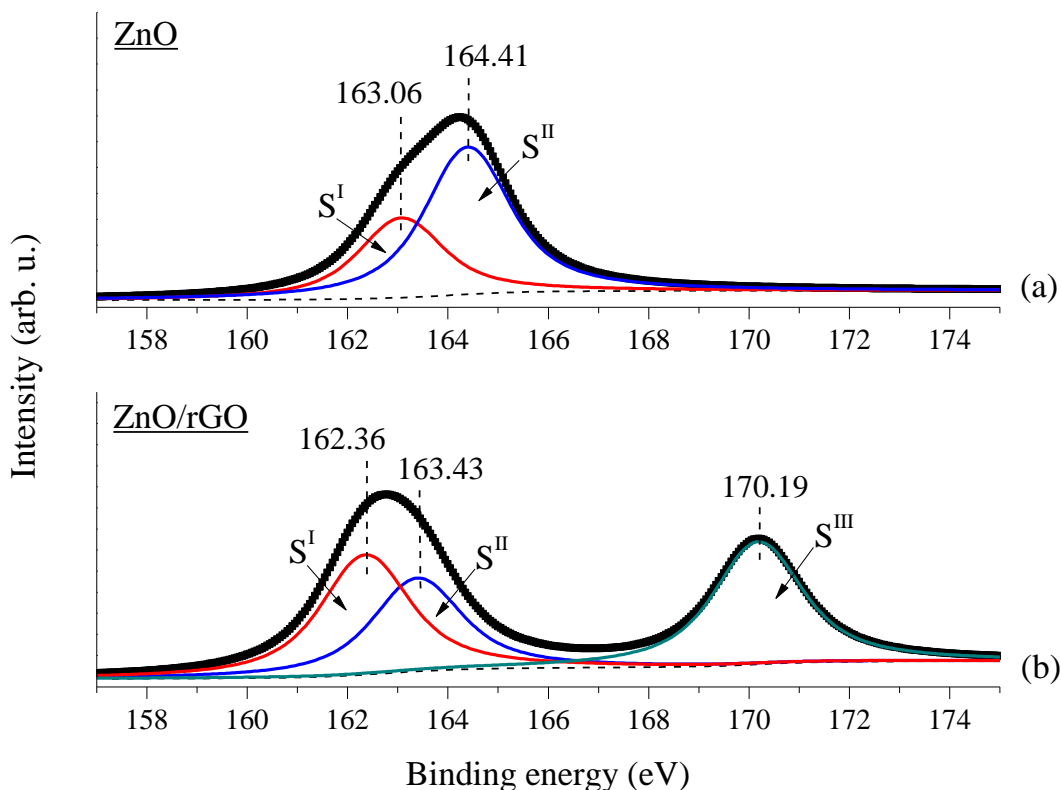 ZnO
163.06
164.41
S^I
S^II
158 160 162 164 166 168 170 172 174
(a)
ZnO/rGO
162.36
163.43
170.19
S^I
S^II
S^III
158 160 162 164 166 168 170 172 174
(b)
Intensity (arb. u.)
Binding energy (eV)